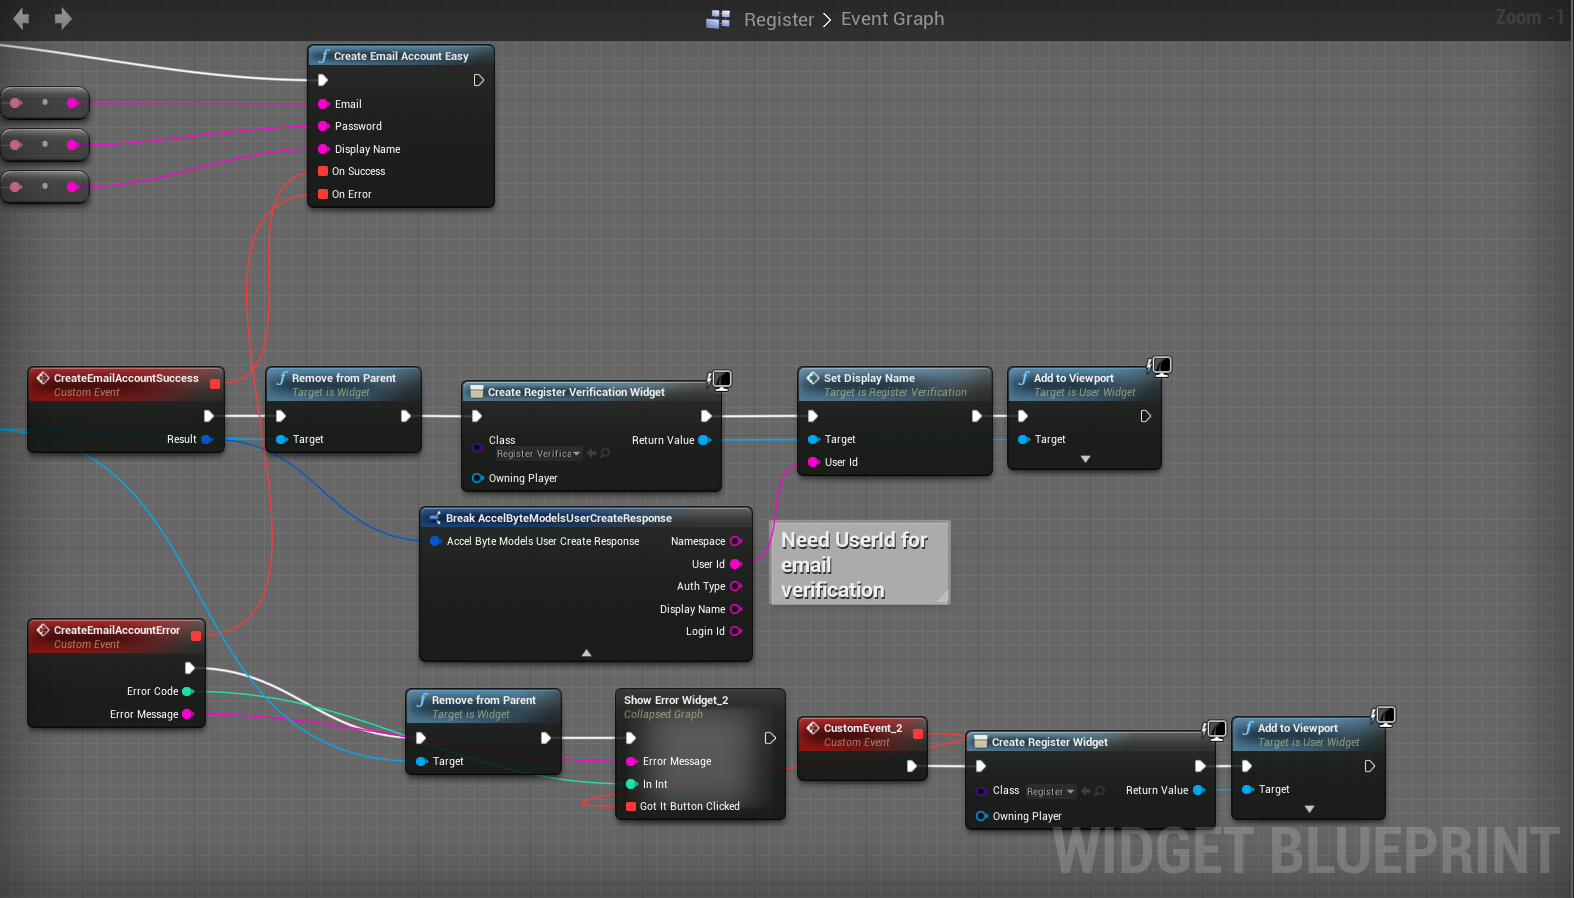 Register > Event Graph
Zoom -1
Create Email Account Easy
Email
Password
Display Name
On Success
On Error
CreateEmailAccountSuccess
Custom Event
Result
Remove from Parent
Target is Widget
Target
Create Register Verification Widget
Class
Register Verifica
Return Value
Owning Player
Set Display Name
Target is Register Verification
Target
User Id
Add to Viewport
Target is User Widget
Target
Break AccelByteModelsUserCreateResponse
Accel Byte Models User Create Response
Namespace
User Id
Auth Type
Display Name
Login Id
Need UserId for
email
verification
CreateEmailAccountError
Custom Event
Error Code
Error Message
Remove from Parent
Target is Widget
Target
Show Error Widget_2
Collapsed Graph
Error Message
In Int
Got It Button Clicked
CustomEvent_2
Custom Event
Create Register Widget
Class
Register
Return Value
Owning Player
Add to Viewport
Target is User Widget
Target
WIDGET BLUEPRINT